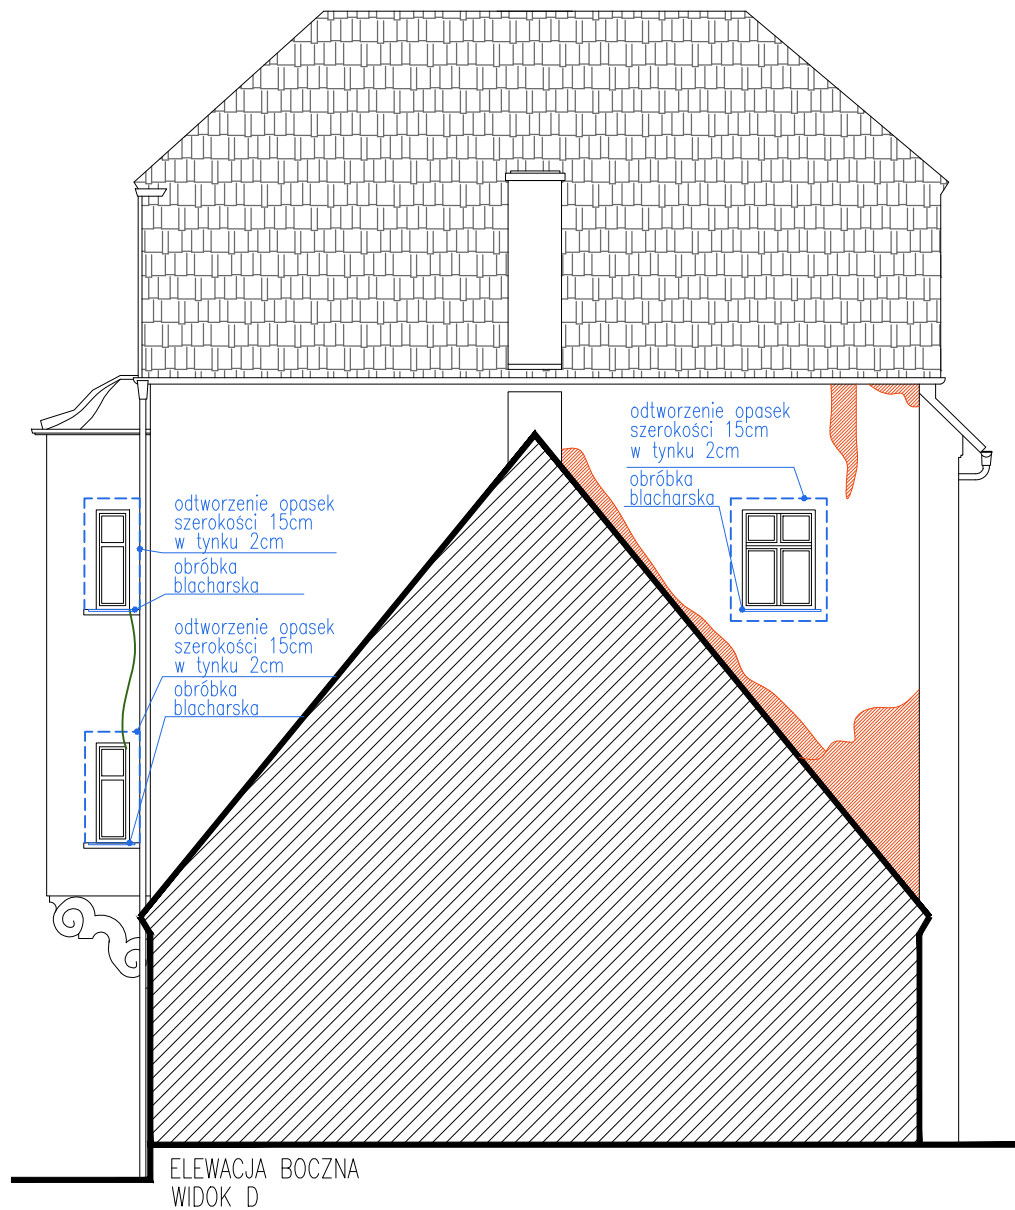 odtworzenie opasek
szerokości 15cm
w tynku 2cm
obróbka
blacharska
odtworzenie opasek
szerokości 15cm
w tynku 2cm
obróbka
blacharska
odtworzenie opasek
szerokości 15cm
w tynku 2cm
obróbka
blacharska
ELEWACJA BOCZNA
WIDOK D